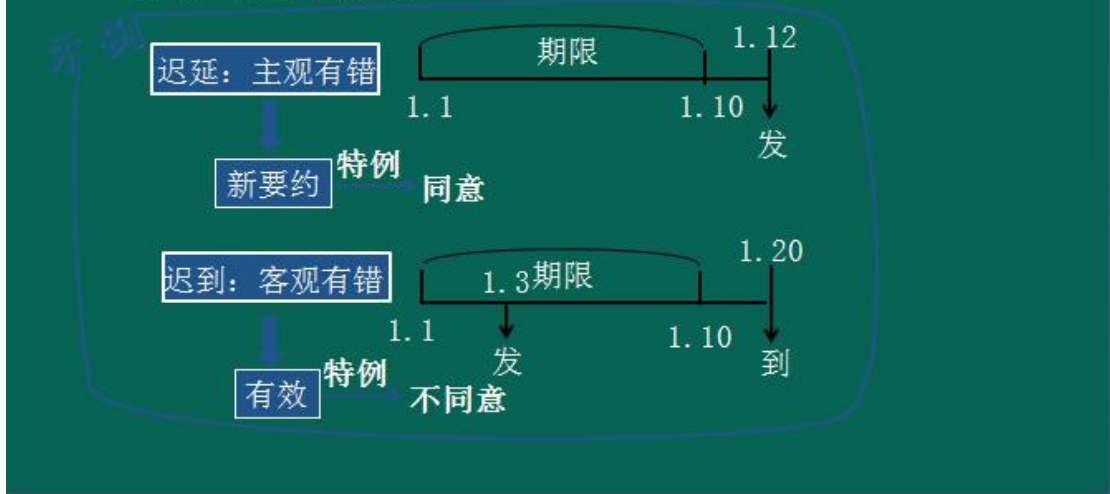 示例
迟延：主观有错
期限
1.12
1.1
1.10
发
新要约
特例
同意
迟到：客观有错
1.3期限
1.20
1.1
发
1.10
到
有效
特例
不同意